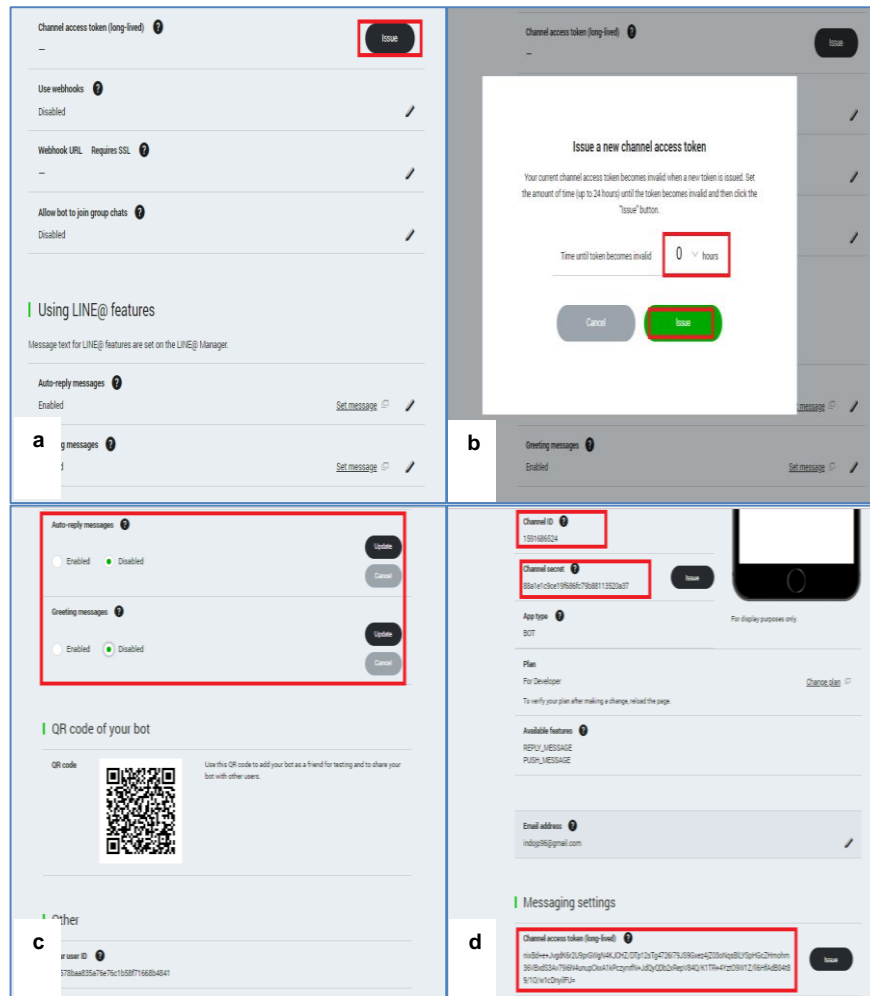 Channel access token (long-lived) ?
Issue
–
Use webhooks ?
Disabled
Webhook URL Requires SSL ?
–
Allow bot to join group chats ?
Disabled
Using LINE@ features
Message text for LINE@ features are set on the LINE@ Manager.
Auto-reply messages ?
Enabled
Set message
a
g messages ?
Set message
Channel access token (long-lived) ?
Issue
–
Issue a new channel access token
Your current channel access token becomes invalid when a new token is issued. Set
the amount of time (up to 24 hours) until the token becomes invalid and then click the
"Issue" button.
Time until token becomes invalid 0 hours
Cancel
Issue
message
b
Greeting messages ?
Enabled
Set message
Auto-reply messages ?
Update
Enabled Disabled
Cancel
Greeting messages ?
Update
Enabled Disabled
Cancel
QR code of your bot
QR code
Use this QR code to add your bot as a friend for testing and to share your
bot with other users.
Other
c
ur user ID ?
578baa835a76e76c1b58f71668b4841
Channel ID ?
1591686524
Channel secret ?
Issue
App type ?
BOT
For display purposes only.
Plan
For Developer
Change plan
To verify your plan after making a change, reload the page.
Available features ?
REPLY_MESSAGE
PUSH_MESSAGE
Email address ?
indojp96@gmail.com
Messaging settings
d
Channel access token (long-lived) ?
Issue